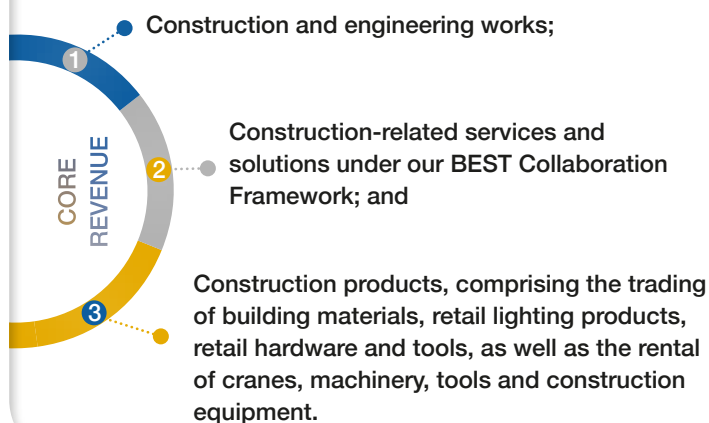 Construction and engineering works;
1
CORE
REVENUE
2
Construction-related services and
solutions under our BEST Collaboration
Framework; and
3
Construction products, comprising the trading
of building materials, retail lighting products,
retail hardware and tools, as well as the rental
of cranes, machinery, tools and construction
equipment.